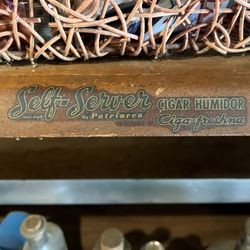 Self-Server
By Patriarca
CIGAR HUMIDOR
Ciga-freshna